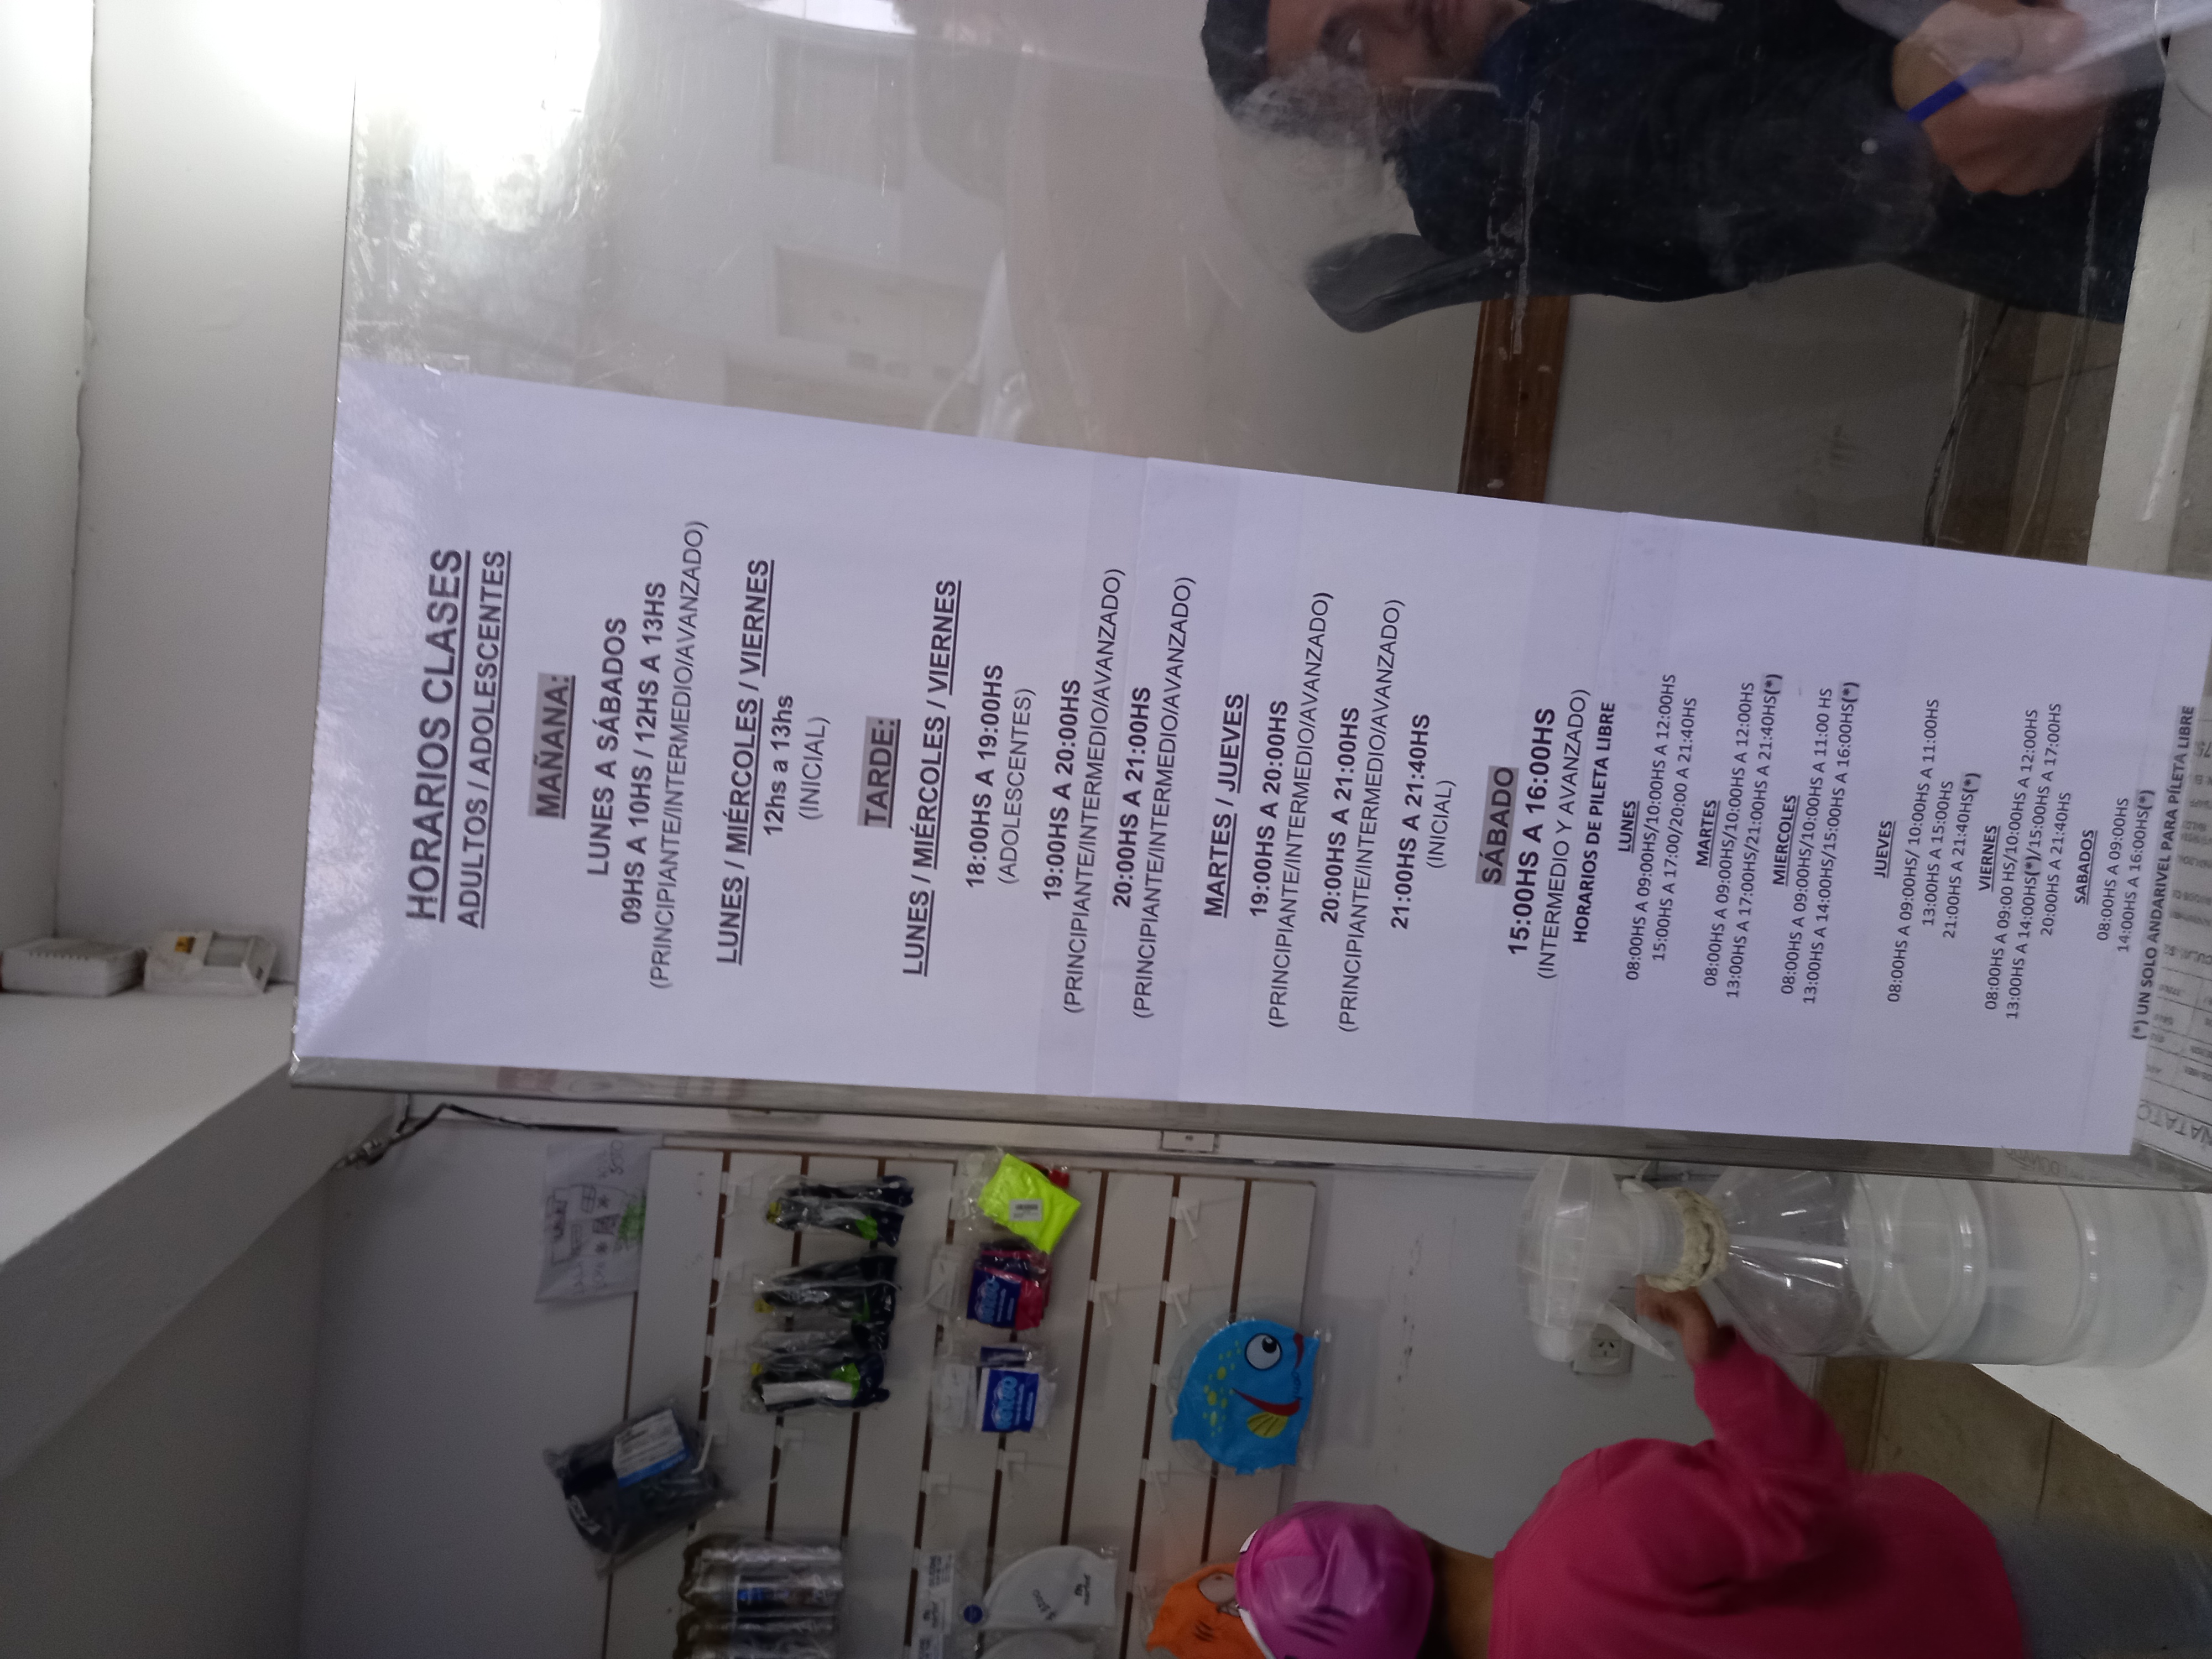 HORARIOS CLASES
ADULTOS / ADOLESCENTES
MAÑANA:
LUNES A SÁBADOS
09HS A 10HS / 12HS A 13HS
(PRINCIPIANTE/INTERMEDIO/AVANZADO)
LUNES / MIÉRCOLES / VIERNES
12hs a 13hs
(INICIAL)
TARDE:
LUNES / MIÉRCOLES / VIERNES
18:00HS A 19:00HS
(ADOLESCENTES)
19:00HS A 20:00HS
(PRINCIPIANTE/INTERMEDIO/AVANZADO)
20:00HS A 21:00HS
(PRINCIPIANTE/INTERMEDIO/AVANZADO)
MARTES / JUEVES
19:00HS A 20:00HS
(PRINCIPIANTE/INTERMEDIO/AVANZADO)
20:00HS A 21:00HS
(PRINCIPIANTE/INTERMEDIO/AVANZADO)
21:00HS A 21:40HS
(INICIAL)
SÁBADO
15:00HS A 16:00HS
(INTERMEDIO Y AVANZADO)
HORARIOS DE PILETA LIBRE
LUNES
08:00HS A 09:00HS/10:00HS A 12:00HS
15:00HS A 17:00/20:00 A 21:40HS
MARTES
08:00HS A 09:00HS/10:00HS A 12:00HS
13:00HS A 17:00HS/21:00HS A 21:40HS(*)
MIERCOLES
08:00HS A 09:00HS/10:00HS A 11:00 HS
13:00HS A 14:00HS/15:00HS A 16:00HS(*)
JUEVES
08:00HS A 09:00HS/ 10:00HS A 11:00HS
13:00HS A 15:00HS
21:00HS A 21:40HS(*)
VIERNES
08:00HS A 09:00 HS/10:00HS A 12:00HS
13:00HS A 14:00HS(*)/15:00HS A 17:00HS
20:00HS A 21:40HS
SABADOS
08:00HS A 09:00HS
14:00HS A 16:00HS(*)
(*) UN SOLO ANDARIVEL PARA PÍLETA LIBRE